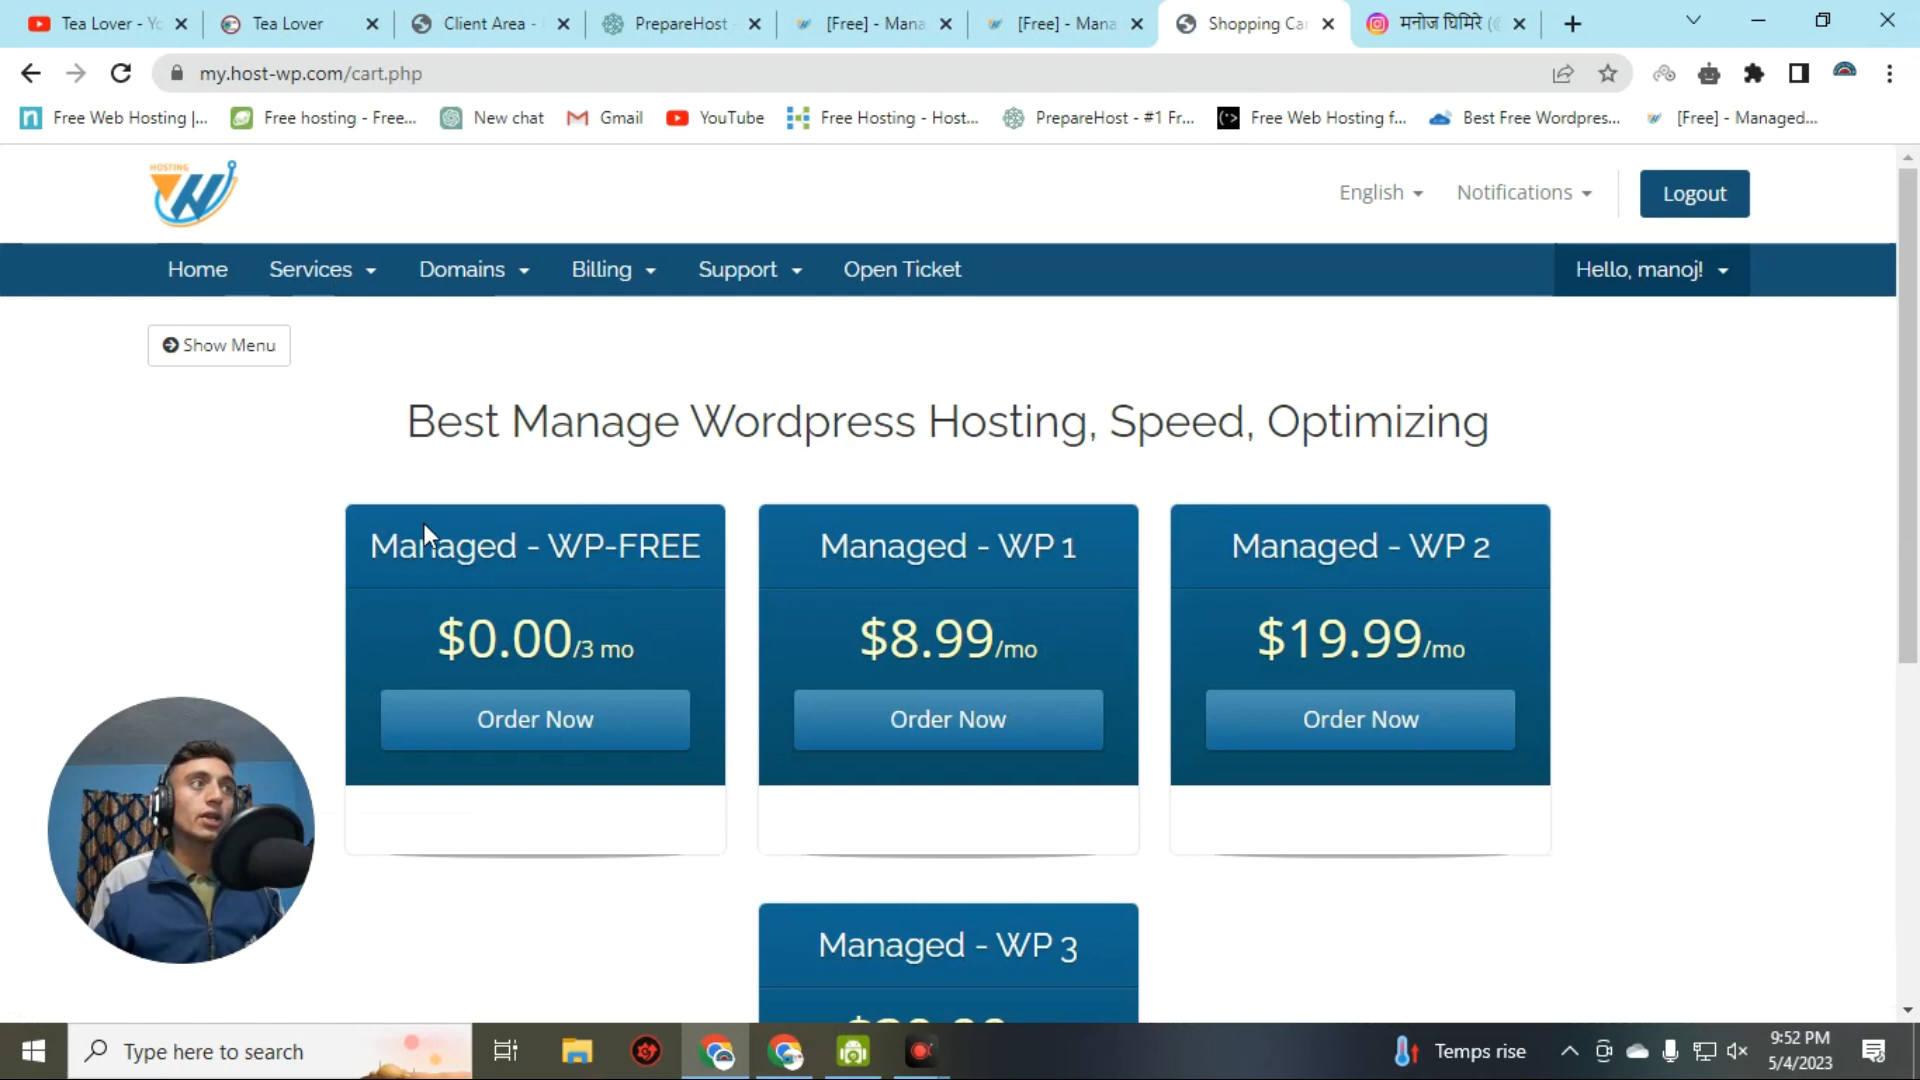 Tea Lover - Yo
Tea Lover
Client Area -
PrepareHost -
[Free] - Mana
[Free] - Mana
Shopping Car
मनोज घिमिरे (@
my.host-wp.com/cart.php
Free Web Hosting |...
Free hosting - Free...
New chat
Gmail
YouTube
Free Hosting - Host...
PrepareHost - #1 Fr...
Free Web Hosting f...
Best Free Wordpres...
[Free] - Managed...
HOSTING
English
Notifications
Logout
Home
Services
Domains
Billing
Support
Open Ticket
Hello, manoj!
Show Menu
Best Manage Wordpress Hosting, Speed, Optimizing
Managed - WP-FREE
$0.00/3 mo
Order Now
Managed - WP 1
$8.99/mo
Order Now
Managed - WP 2
$19.99/mo
Order Now
Managed - WP 3
Type here to search
Temps rise
9:52 PM
5/4/2023